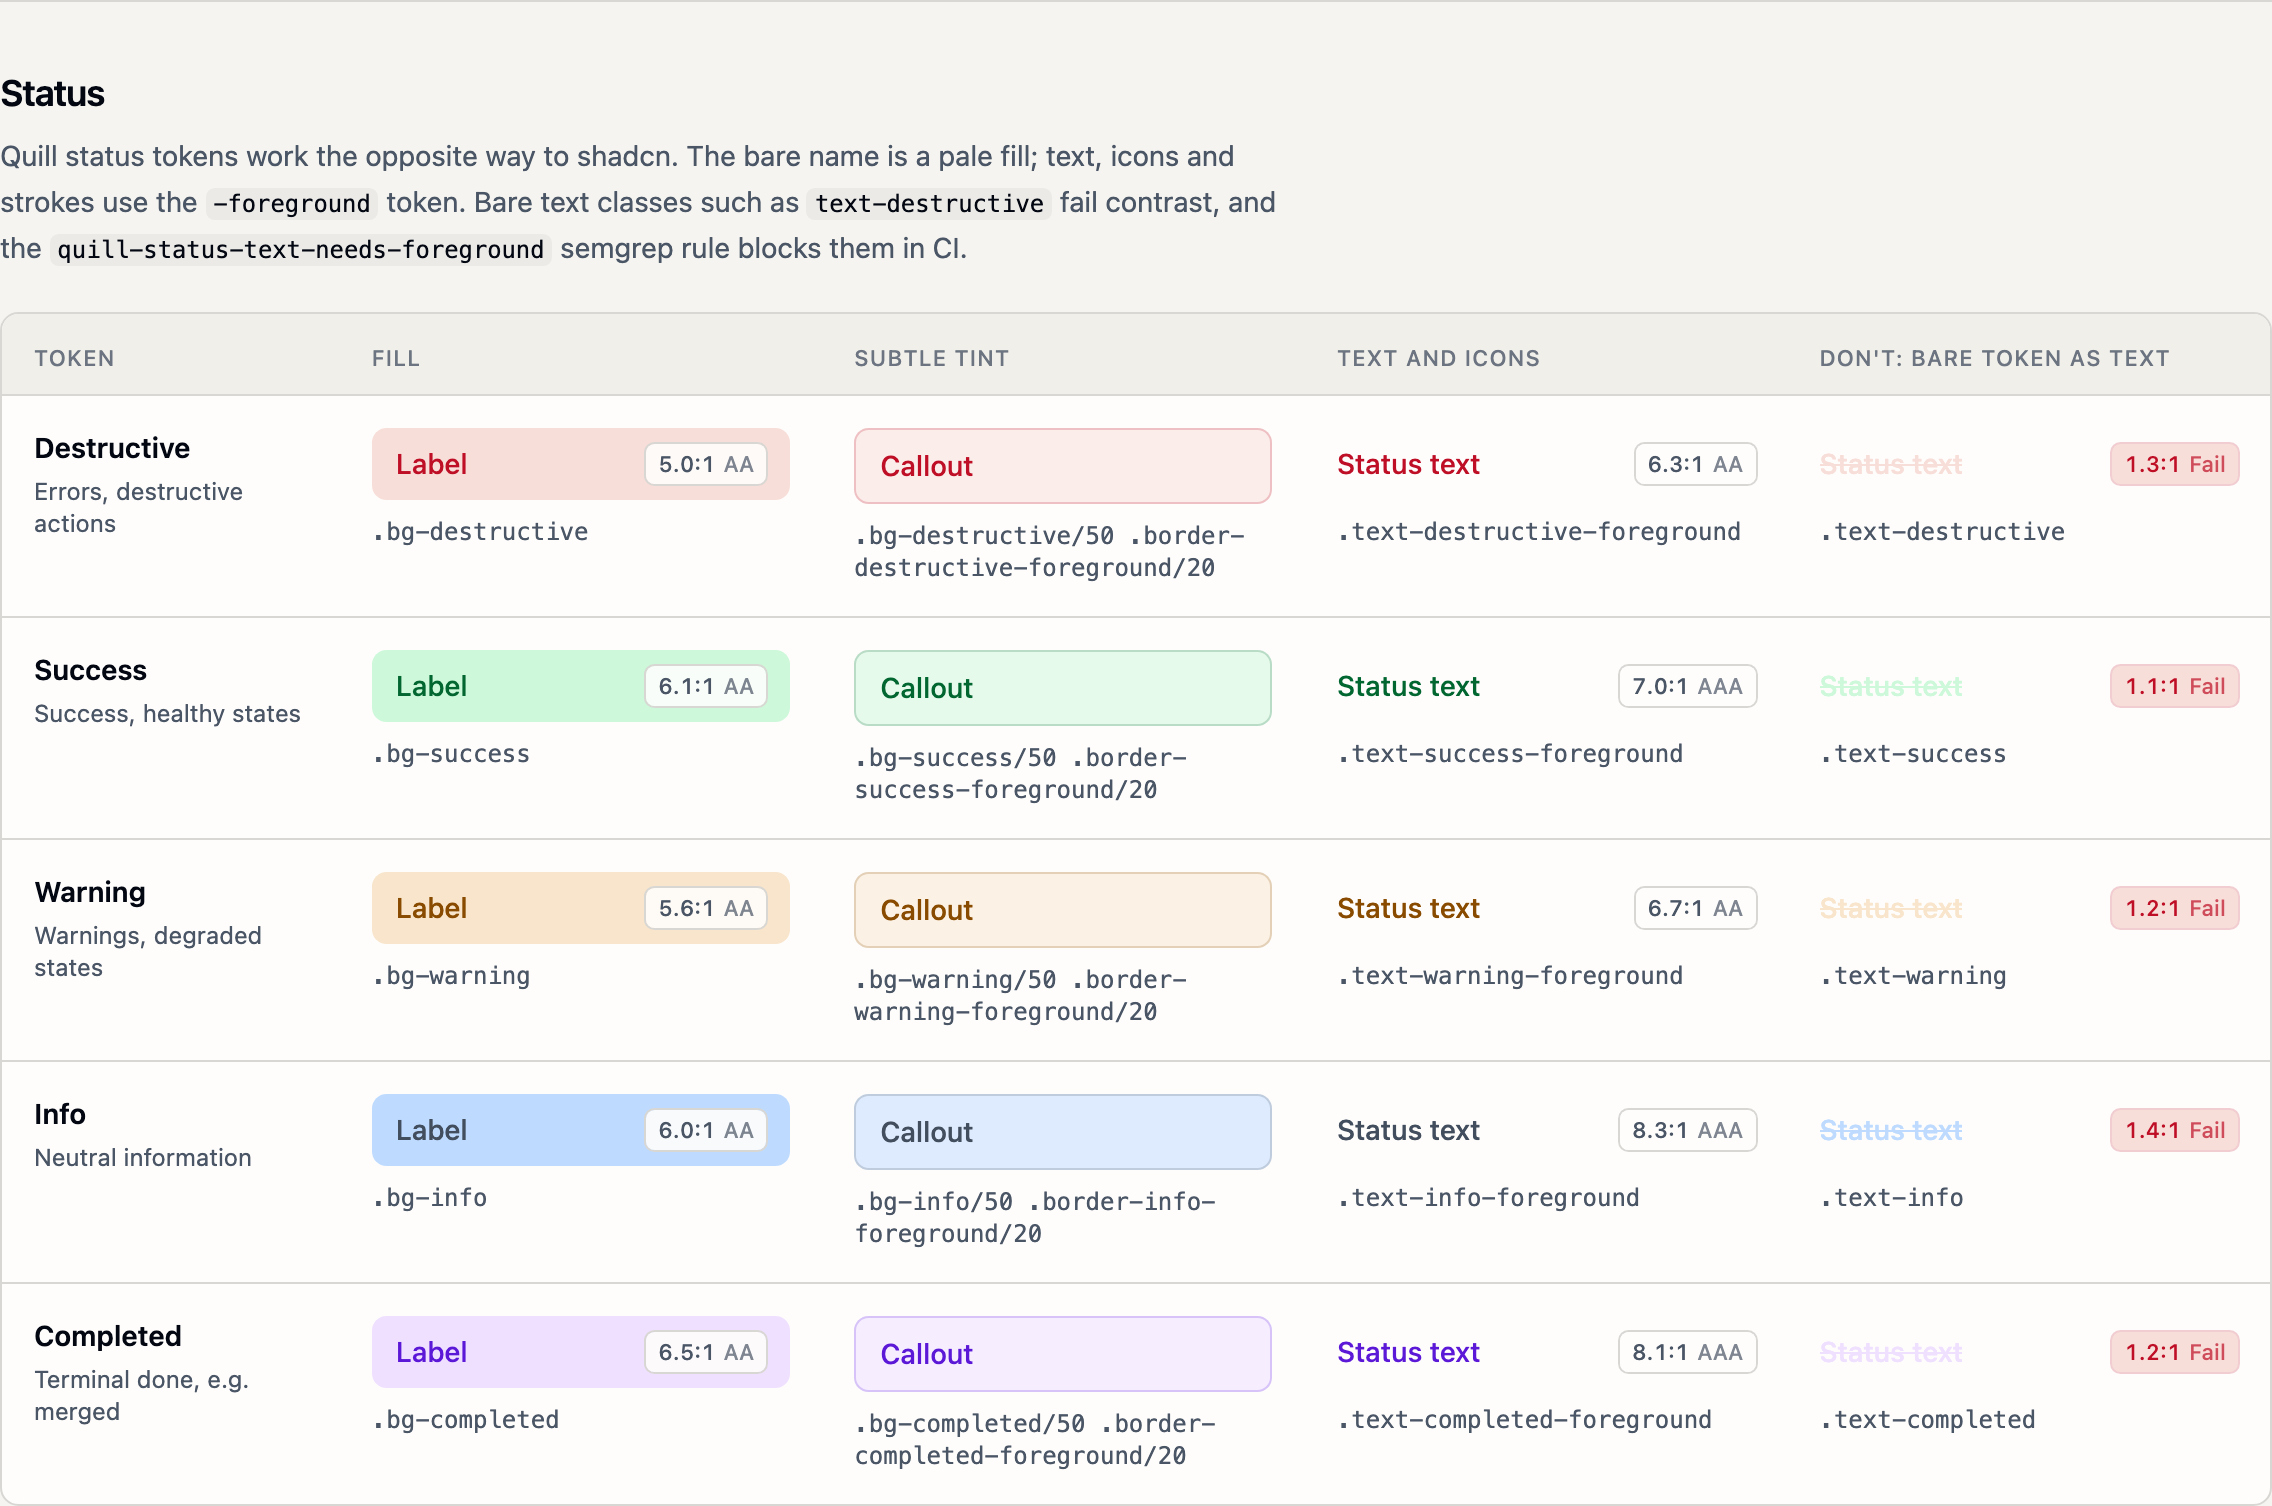 Status
Quill status tokens work the opposite way to shadcn. The bare name is a pale fill; text, icons and
strokes use the -foreground token. Bare text classes such as text-destructive fail contrast, and
the quill-status-text-needs-foreground semgrep rule blocks them in CI.
TOKEN FILL SUBTLE TINT TEXT AND ICONS DON'T: BARE TOKEN AS TEXT
Destructive
Errors, destructive
actions
Label 5.0:1 AA
.bg-destructive
Callout
.bg-destructive/50 .border-
destructive-foreground/20
Status text 6.3:1 AA
.text-destructive-foreground
Status text 1.3:1 Fail
.text-destructive
Success
Success, healthy states
Label 6.1:1 AA
.bg-success
Callout
.bg-success/50 .border-
success-foreground/20
Status text 7.0:1 AAA
.text-success-foreground
Status text 1.1:1 Fail
.text-success
Warning
Warnings, degraded
states
Label 5.6:1 AA
.bg-warning
Callout
.bg-warning/50 .border-
warning-foreground/20
Status text 6.7:1 AA
.text-warning-foreground
Status text 1.2:1 Fail
.text-warning
Info
Neutral information
Label 6.0:1 AA
.bg-info
Callout
.bg-info/50 .border-info-
foreground/20
Status text 8.3:1 AAA
.text-info-foreground
Status text 1.4:1 Fail
.text-info
Completed
Terminal done, e.g.
merged
Label 6.5:1 AA
.bg-completed
Callout
.bg-completed/50 .border-
completed-foreground/20
Status text 8.1:1 AAA
.text-completed-foreground
Status text 1.2:1 Fail
.text-completed